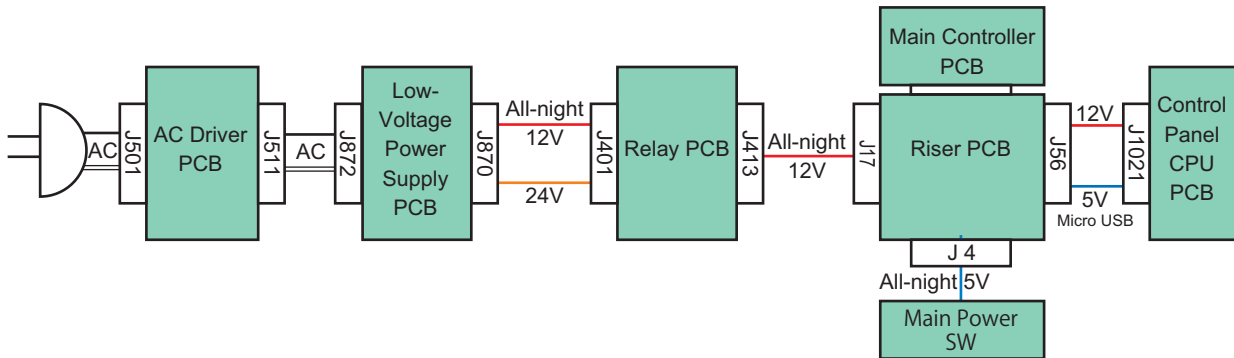 AC
J501
AC Driver
PCB
J511
AC
J872
Low-
Voltage
Power
Supply
PCB
J870
All-night
12V
24V
J401
Relay PCB
J413
All-night
12V
J17
Main Controller
PCB
Riser PCB
J56
12V
5V
Micro USB
J1021
Control
Panel
CPU
PCB
J 4
All-night 5V
Main Power
SW